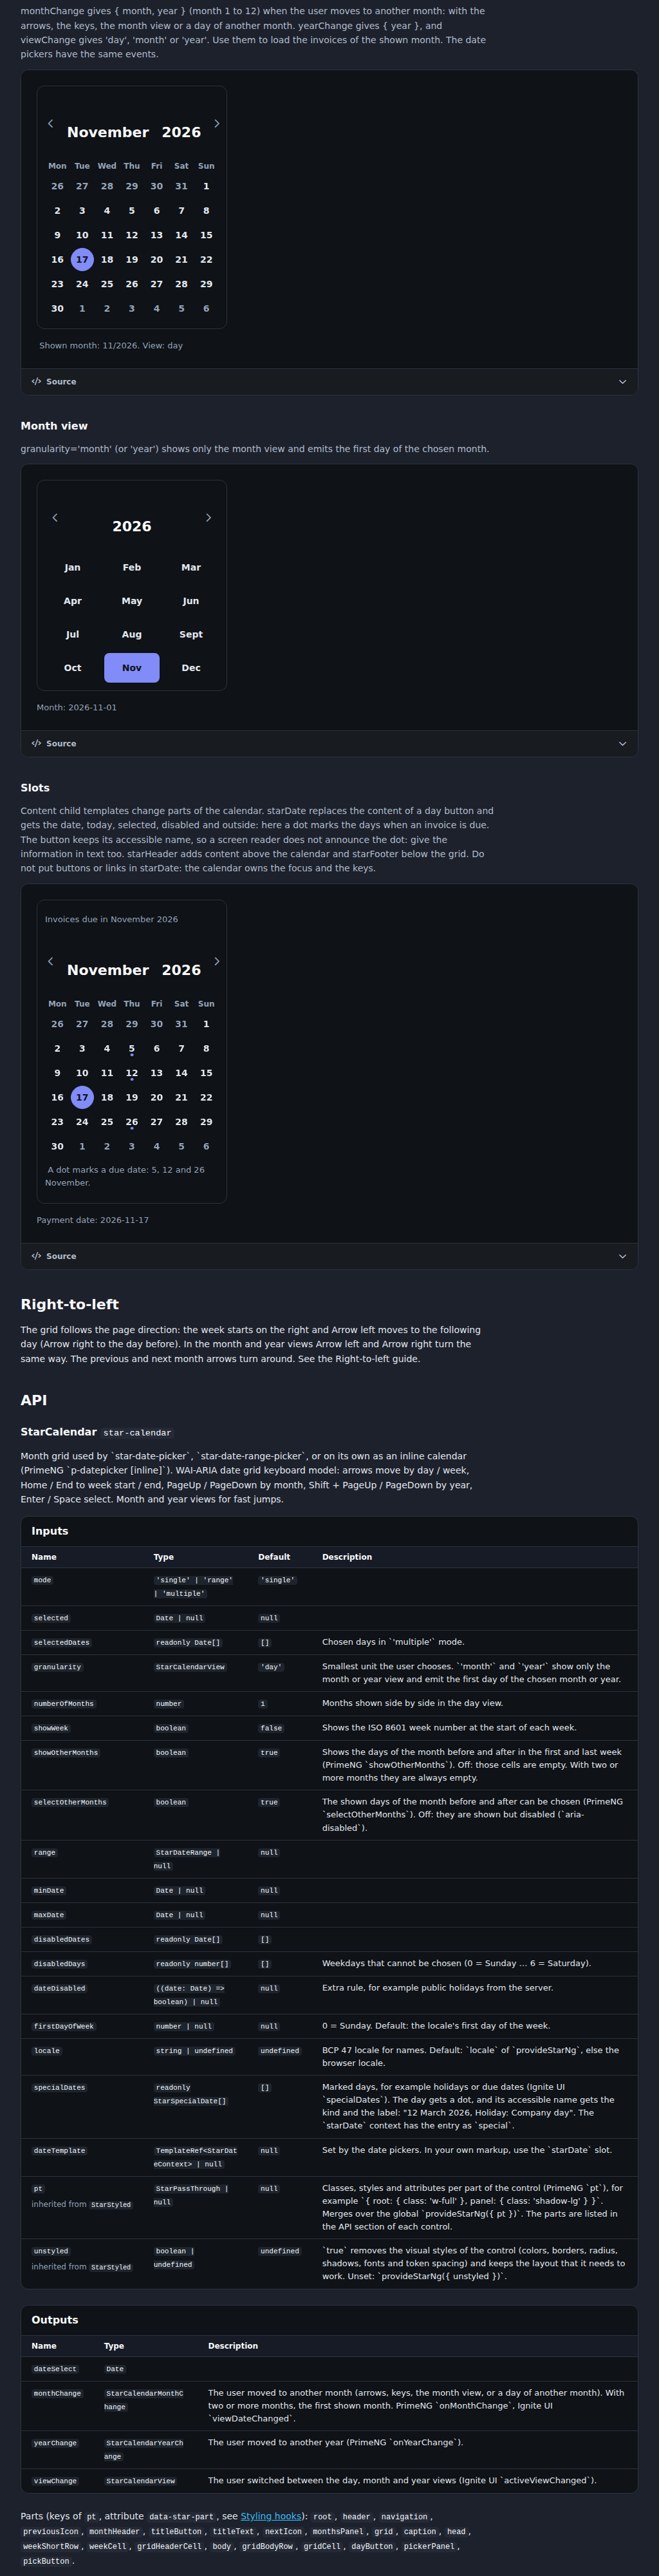 monthChange gives { month, year } (month 1 to 12) when the user moves to another month: with the
arrows, the keys, the month view or a day of another month. yearChange gives { year }, and
viewChange gives 'day', 'month' or 'year'. Use them to load the invoices of the shown month. The date
pickers have the same events.
November 2026
Mon Tue Wed Thu Fri Sat Sun
26 27 28 29 30 31 1
2 3 4 5 6 7 8
9 10 11 12 13 14 15
16 17 18 19 20 21 22
23 24 25 26 27 28 29
30 1 2 3 4 5 6
Shown month: 11/2026. View: day
Source
Month view
granularity='month' (or 'year') shows only the month view and emits the first day of the chosen month.
2026
Jan Feb Mar
Apr May Jun
Jul Aug Sept
Oct Nov Dec
Month: 2026-11-01
Source
Slots
Content child templates change parts of the calendar. starDate replaces the content of a day button and
gets the date, today, selected, disabled and outside: here a dot marks the days when an invoice is due.
The button keeps its accessible name, so a screen reader does not announce the dot: give the
information in text too. starHeader adds content above the calendar and starFooter below the grid. Do
not put buttons or links in starDate: the calendar owns the focus and the keys.
Invoices due in November 2026
November 2026
Mon Tue Wed Thu Fri Sat Sun
26 27 28 29 30 31 1
2 3 4 5 6 7 8
9 10 11 12 13 14 15
16 17 18 19 20 21 22
23 24 25 26 27 28 29
30 1 2 3 4 5 6
A dot marks a due date: 5, 12 and 26
November.
Payment date: 2026-11-17
Source
Right-to-left
The grid follows the page direction: the week starts on the right and Arrow left moves to the following
day (Arrow right to the day before). In the month and year views Arrow left and Arrow right turn the
same way. The previous and next month arrows turn around. See the Right-to-left guide.
API
StarCalendar star-calendar
Month grid used by `star-date-picker`, `star-date-range-picker`, or on its own as an inline calendar
(PrimeNG `p-datepicker [inline]`). WAI-ARIA date grid keyboard model: arrows move by day / week,
Home / End to week start / end, PageUp / PageDown by month, Shift + PageUp / PageDown by year,
Enter / Space select. Month and year views for fast jumps.
Inputs
Name Type Default Description
mode 'single' | 'range' 'single'
| 'multiple'
selected Date | null null
selectedDates readonly Date[] [] Chosen days in `'multiple'` mode.
granularity StarCalendarView 'day' Smallest unit the user chooses. `'month'` and `'year'` show only the
month or year view and emit the first day of the chosen month or year.
numberOfMonths number 1 Months shown side by side in the day view.
showWeek boolean false Shows the ISO 8601 week number at the start of each week.
showOtherMonths boolean true Shows the days of the month before and after in the first and last week
(PrimeNG `showOtherMonths`). Off: those cells are empty. With two or
more months they are always empty.
selectOtherMonths boolean true The shown days of the month before and after can be chosen (PrimeNG
`selectOtherMonths`). Off: they are shown but disabled (`aria-
disabled`).
range StarDateRange | null
null
minDate Date | null null
maxDate Date | null null
disabledDates readonly Date[] []
disabledDays readonly number[] [] Weekdays that cannot be chosen (0 = Sunday … 6 = Saturday).
dateDisabled ((date: Date) => null Extra rule, for example public holidays from the server.
boolean) | null
firstDayOfWeek number | null null 0 = Sunday. Default: the locale's first day of the week.
locale string | undefined undefined BCP 47 locale for names. Default: `locale` of `provideStarNg`, else the
browser locale.
specialDates readonly [] Marked days, for example holidays or due dates (Ignite UI
StarSpecialDate[] `specialDates`). The day gets a dot, and its accessible name gets the
kind and the label: "12 March 2026, Holiday: Company day". The
`starDate` context has the entry as `special`.
dateTemplate TemplateRef<StarDat null Set by the date pickers. In your own markup, use the `starDate` slot.
eContext> | null
pt StarPassThrough | null Classes, styles and attributes per part of the control (PrimeNG `pt`), for
inherited from StarStyled null example `{ root: { class: 'w-full' }, panel: { class: 'shadow-lg' } }`.
Merges over the global `provideStarNg({ pt })`. The parts are listed in
the API section of each control.
unstyled boolean | undefined `true` removes the visual styles of the control (colors, borders, radius,
inherited from StarStyled undefined shadows, fonts and token spacing) and keeps the layout that it needs to
work. Unset: `provideStarNg({ unstyled })`.
Outputs
Name Type Description
dateSelect Date
monthChange StarCalendarMonthC The user moved to another month (arrows, keys, the month view, or a day of another month). With
hange two or more months, the first shown month. PrimeNG `onMonthChange`, Ignite UI
`viewDateChanged`.
yearChange StarCalendarYearCh The user moved to another year (PrimeNG `onYearChange`).
ange
viewChange StarCalendarView The user switched between the day, month and year views (Ignite UI `activeViewChanged`).
Parts (keys of pt, attribute data-star-part, see Styling hooks): root, header, navigation,
previousIcon, monthHeader, titleButton, titleText, nextIcon, monthsPanel, grid, caption, head,
weekShortRow, weekCell, gridHeaderCell, body, gridBodyRow, gridCell, dayButton, pickerPanel,
pickButton.